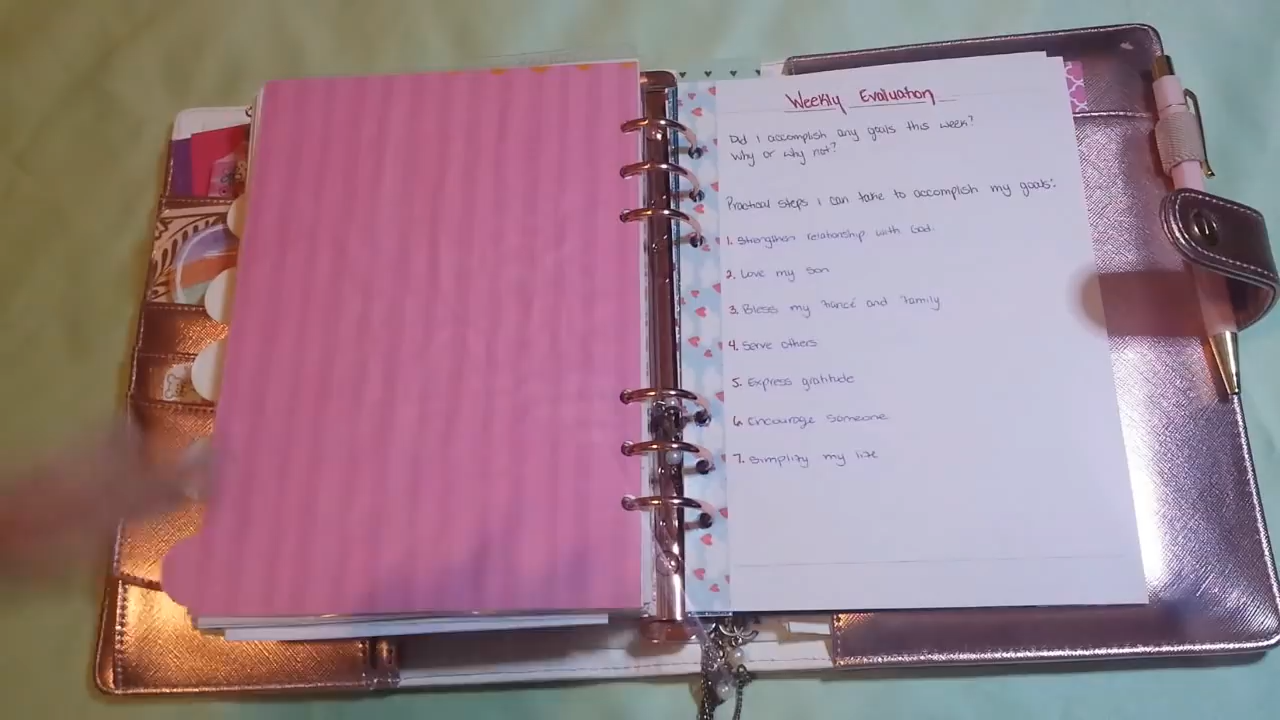 Weekly Evaluation
Did I accomplish any goals this week?
Why or why not?
Practical steps I can take to accomplish my goals:
1. Strengthen relationship with God.
2. Love my son
3. Bless my fiancé and family
4. Serve others
5. Express gratitude
6. Encourage someone
7. Simplify my life